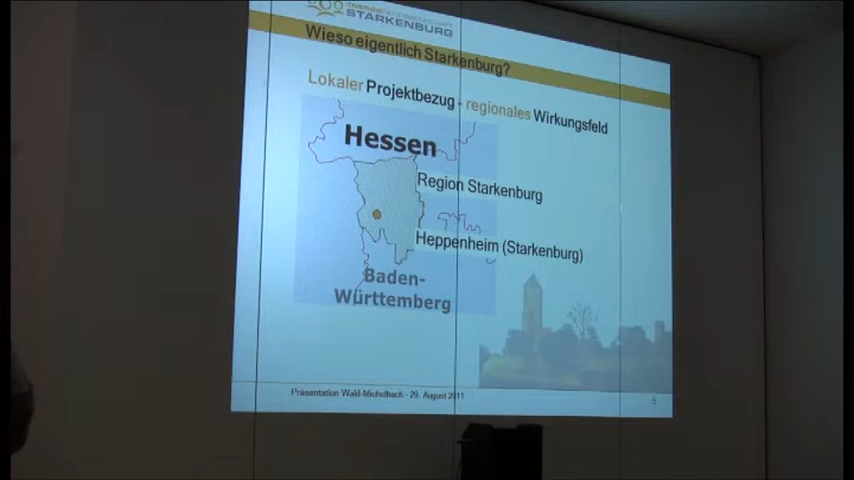 ENERGIEGENOSSENSCHAFT
STARKENBURG
Wieso eigentlich Starkenburg?
Lokaler Projektbezug - regionales Wirkungsfeld
Hessen
Region Starkenburg
Heppenheim (Starkenburg)
Baden-
Württemberg
Präsentation Wald-Michelbach - 29. August 2011
5